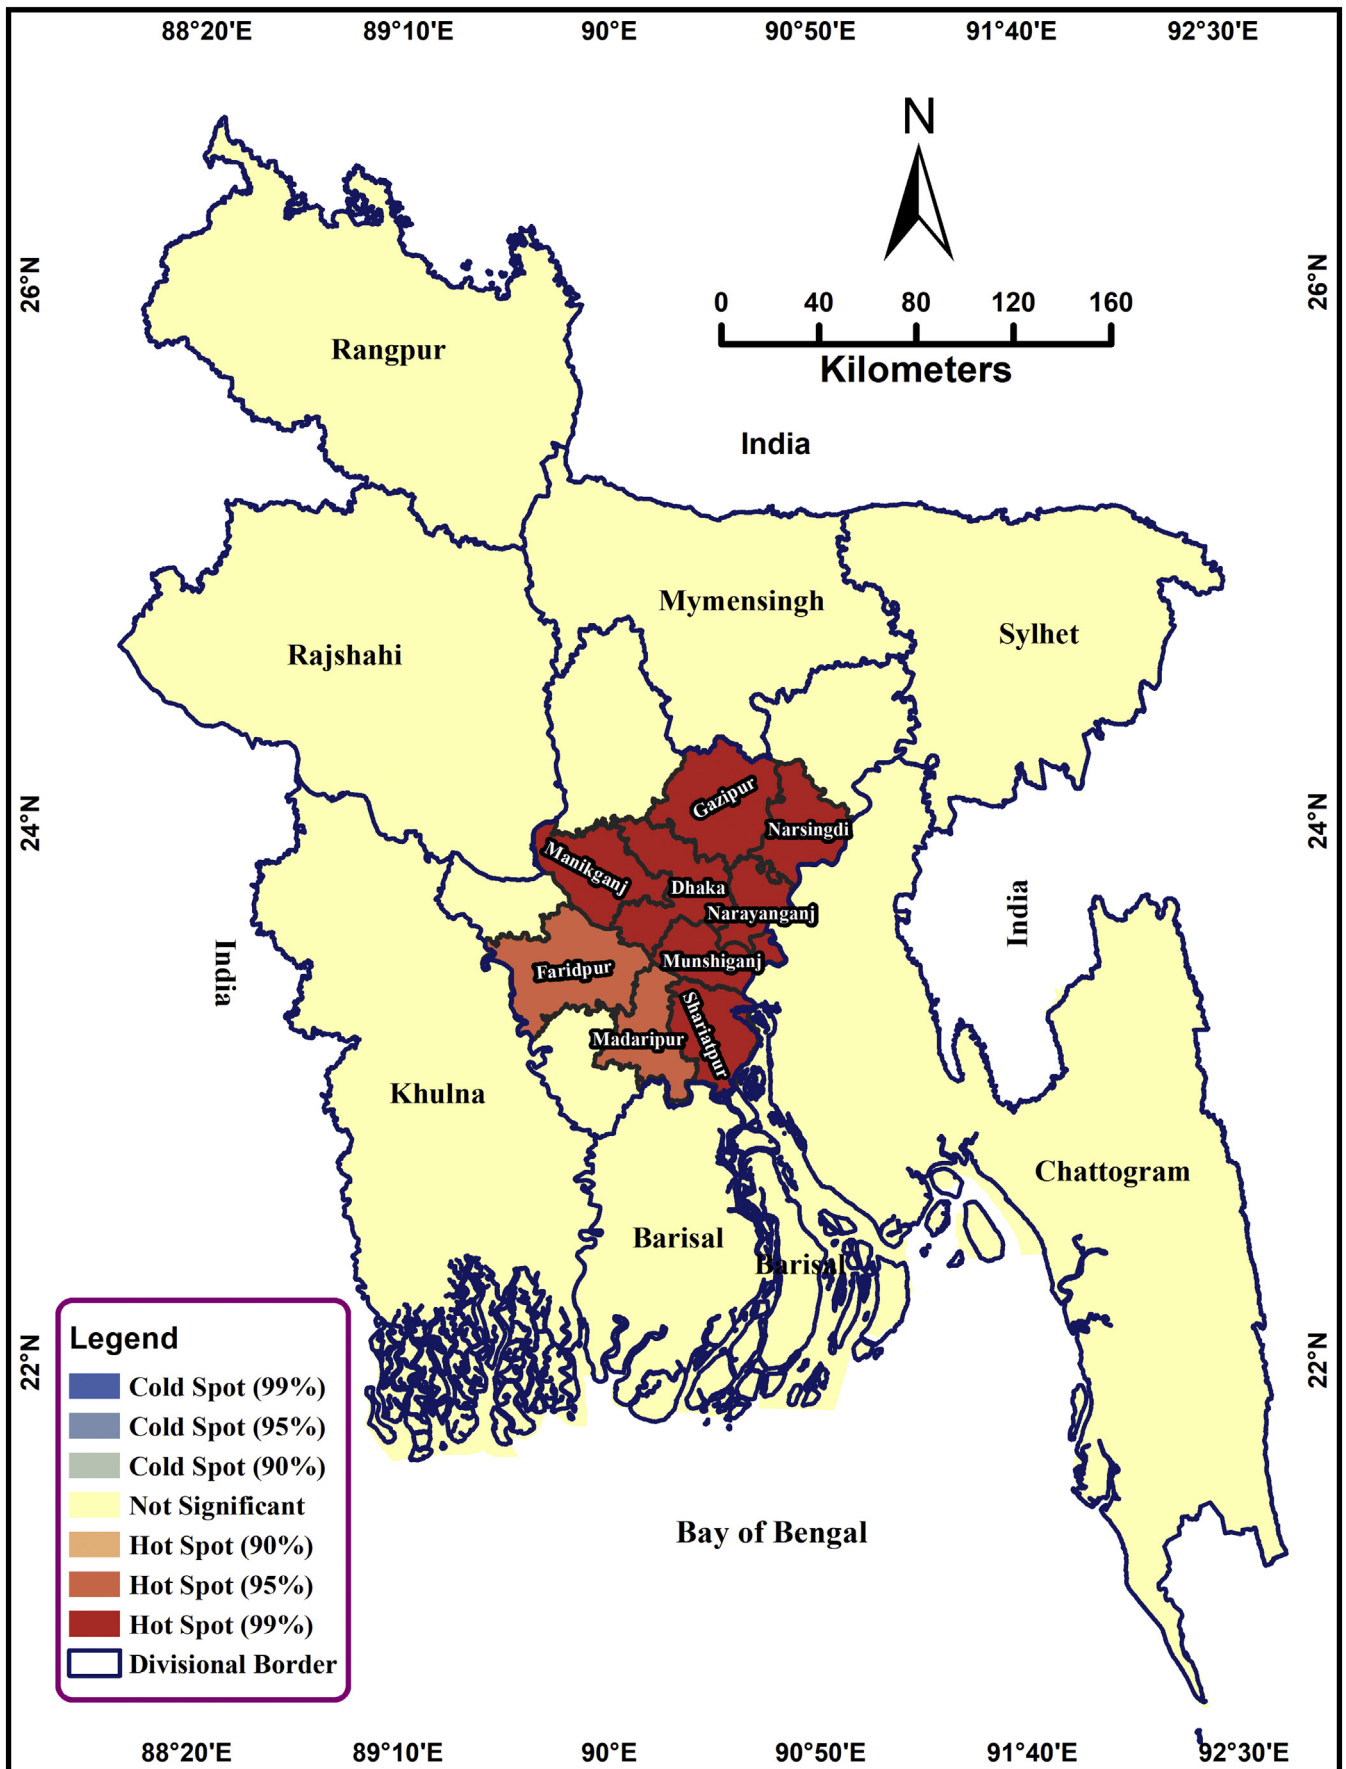 88°20'E 89°10'E 90°E 90°50'E 91°40'E 92°30'E
N
26°N
26°N
0 40 80 120 160
Kilometers
Rangpur
India
Mymensingh
Sylhet
Rajshahi
24°N
24°N
Gazipur
Narsingdi
Manikganj
Dhaka
Narayanganj
India
India
Faridpur
Munshiganj
Shariatpur
Madaripur
Khulna
Chattogram
Barisal
Barisal
22°N
22°N
Legend
Cold Spot (99%)
Cold Spot (95%)
Cold Spot (90%)
Not Significant
Hot Spot (90%)
Hot Spot (95%)
Hot Spot (99%)
Divisional Border
Bay of Bengal
88°20'E 89°10'E 90°E 90°50'E 91°40'E 92°30'E